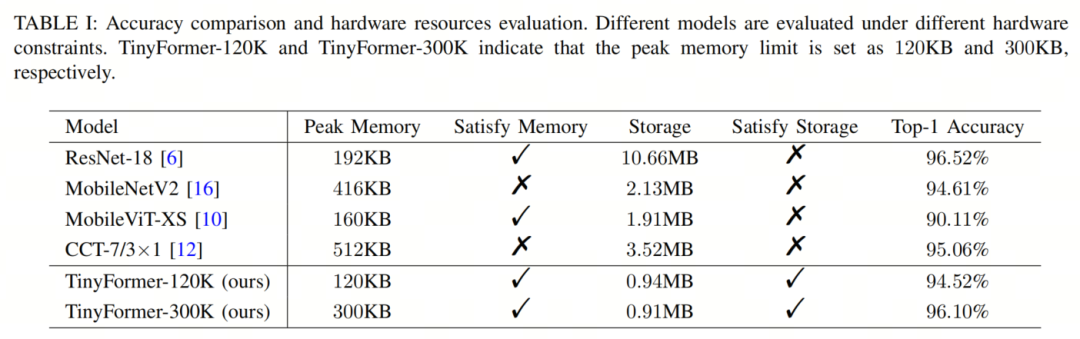 TABLE I: Accuracy comparison and hardware resources evaluation. Different models are evaluated under different hardware
constraints. TinyFormer-120K and TinyFormer-300K indicate that the peak memory limit is set as 120KB and 300KB,
respectively.
Model Peak Memory Satisfy Memory Storage Satisfy Storage Top-1 Accuracy
ResNet-18 [6] 192KB ✓ 10.66MB ✗ 96.52%
MobileNetV2 [16] 416KB ✗ 2.13MB ✗ 94.61%
MobileViT-XS [10] 160KB ✓ 1.91MB ✗ 90.11%
CCT-7/3×1 [12] 512KB ✗ 3.52MB ✗ 95.06%
TinyFormer-120K (ours) 120KB ✓ 0.94MB ✓ 94.52%
TinyFormer-300K (ours) 300KB ✓ 0.91MB ✓ 96.10%